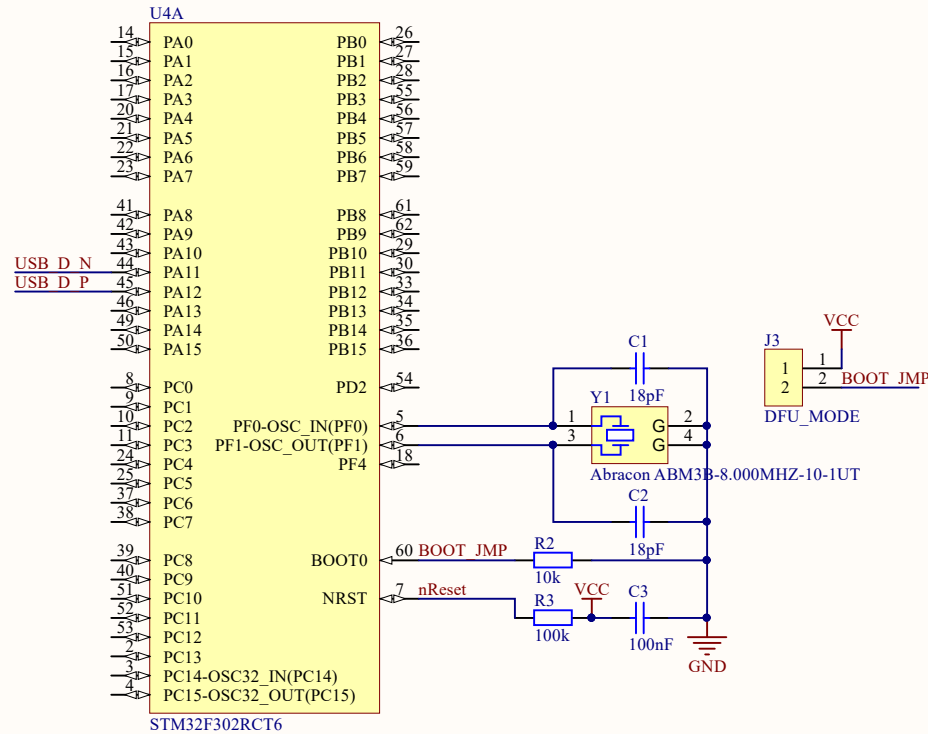 U4A
14 PA0 PB0 26
15 PA1 PB1 27
16 PA2 PB2 28
17 PA3 PB3 55
20 PA4 PB4 56
21 PA5 PB5 57
22 PA6 PB6 58
23 PA7 PB7 59
41 PA8 PB8 61
42 PA9 PB9 62
43 PA10 PB10 29
USB_D_N 44 PA11 PB11 30
USB_D_P 45 PA12 PB12 33
46 PA13 PB13 34
49 PA14 PB14 35
50 PA15 PB15 36
8 PC0 PD2 54
9 PC1
10 PC2 PF0-OSC_IN(PF0) 5
11 PC3 PF1-OSC_OUT(PF1) 6
24 PC4 PF4 18
25 PC5
37 PC6
38 PC7
39 PC8 BOOT0 60 BOOT_JMP
40 PC9
51 PC10 NRST 7 nReset
52 PC11
53 PC12
2 PC13
3 PC14-OSC32_IN(PC14)
4 PC15-OSC32_OUT(PC15)
STM32F302RCT6
C1
18pF
Y1
1 G 2
3 G 4
Abracon ABM3B-8.000MHZ-10-1UT
C2
18pF
R2
10k
R3
100k
VCC
C3
100nF
GND
VCC
J3
1 1
2 2 BOOT_JMP
DFU_MODE